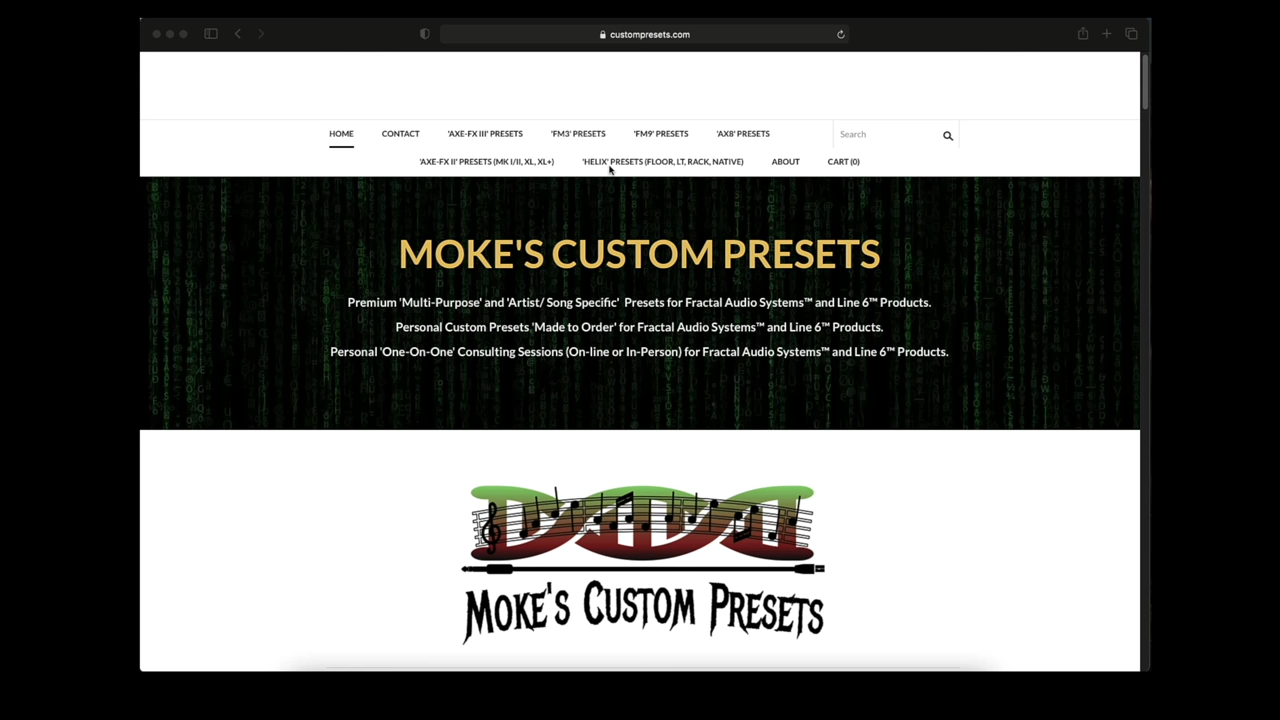 custompresets.com
HOME CONTACT 'AXE-FX III' PRESETS 'FM3' PRESETS 'FM9' PRESETS 'AX8' PRESETS Search
'AXE-FX II' PRESETS (MK I/II, XL, XL+) 'HELIX' PRESETS (FLOOR, LT, RACK, NATIVE) ABOUT CART (0)
MOKE'S CUSTOM PRESETS
Premium 'Multi-Purpose' and 'Artist/ Song Specific' Presets for Fractal Audio Systems™ and Line 6™ Products.
Personal Custom Presets 'Made to Order' for Fractal Audio Systems™ and Line 6™ Products.
Personal 'One-On-One' Consulting Sessions (On-line or In-Person) for Fractal Audio Systems™ and Line 6™ Products.
MOKE'S CUSTOM PRESETS